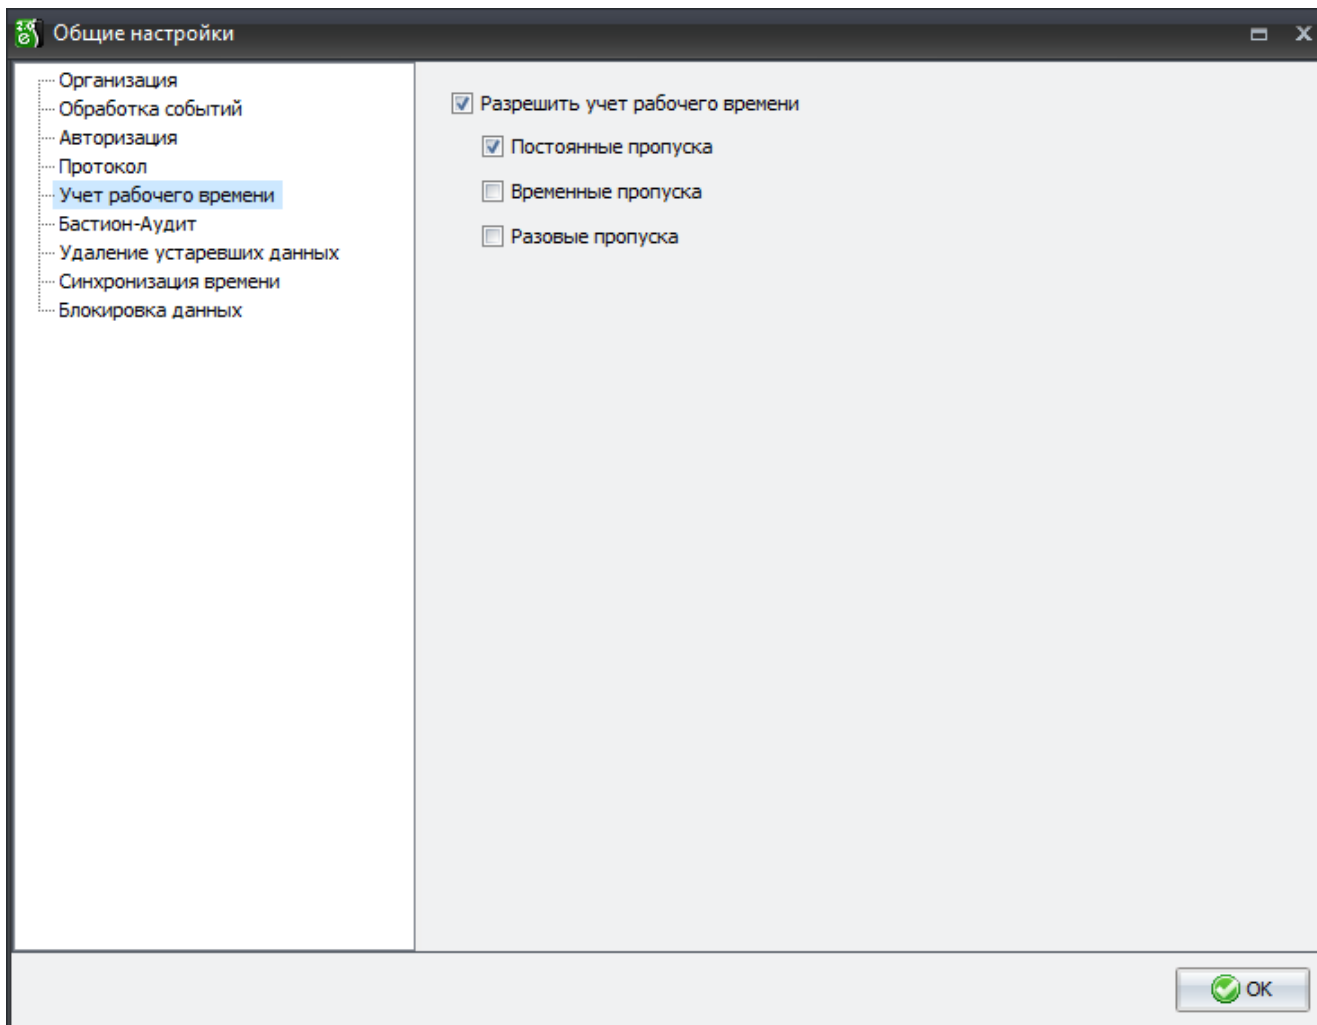 Общие настройки
Организация
Обработка событий
Авторизация
Протокол
Учет рабочего времени
Бастион-Аудит
Удаление устаревших данных
Синхронизация времени
Блокировка данных
Разрешить учет рабочего времени
Постоянные пропуска
Временные пропуска
Разовые пропуска
OK